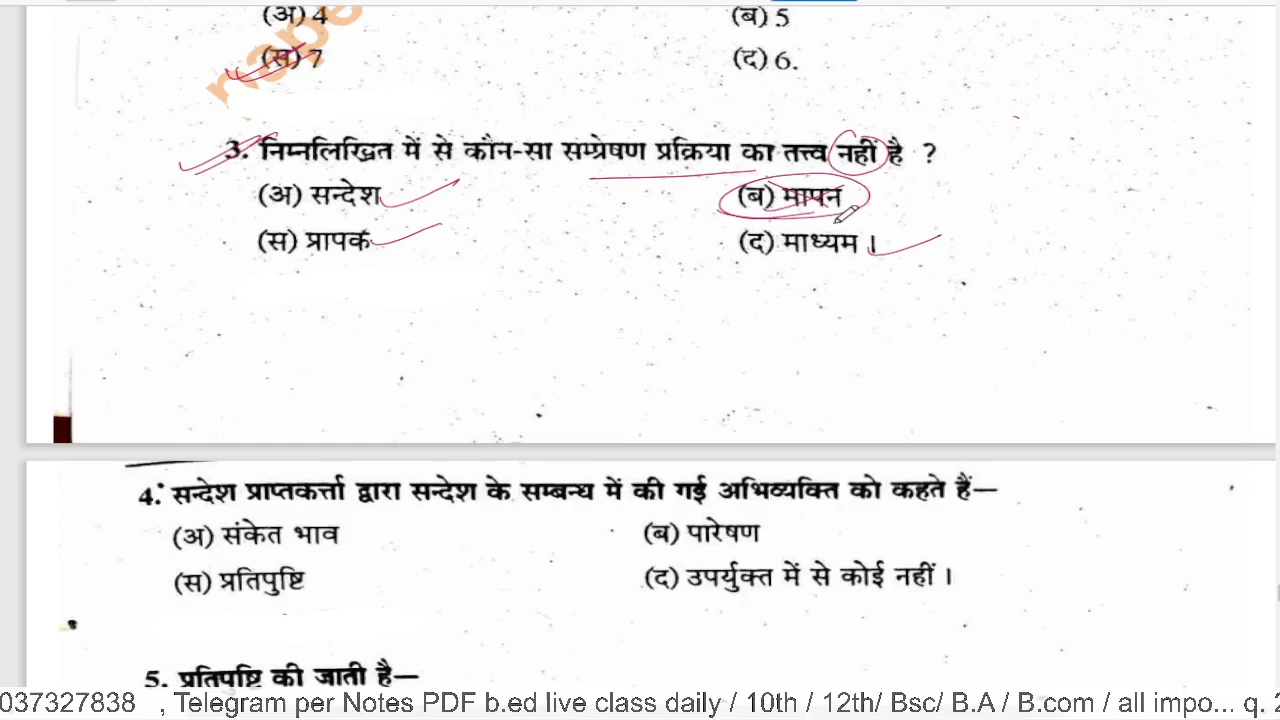 (अ) 4 (ब) 5
(स) 7 (द) 6.
3. निम्नलिखित में से कौन-सा सम्प्रेषण प्रक्रिया का तत्त्व नहीं है ?
(अ) सन्देश (ब) मापन
(स) प्रापक (द) माध्यम ।
4. सन्देश प्राप्तकर्त्ता द्वारा सन्देश के सम्बन्ध में की गई अभिव्यक्ति को कहते हैं—
(अ) संकेत भाव (ब) पारेषण
(स) प्रतिपुष्टि (द) उपर्युक्त में से कोई नहीं ।
5. प्रतिपुष्टि की जाती है—
037327838 , Telegram per Notes PDF b.ed live class daily / 10th / 12th/ Bsc/ B.A / B.com / all impo... q.